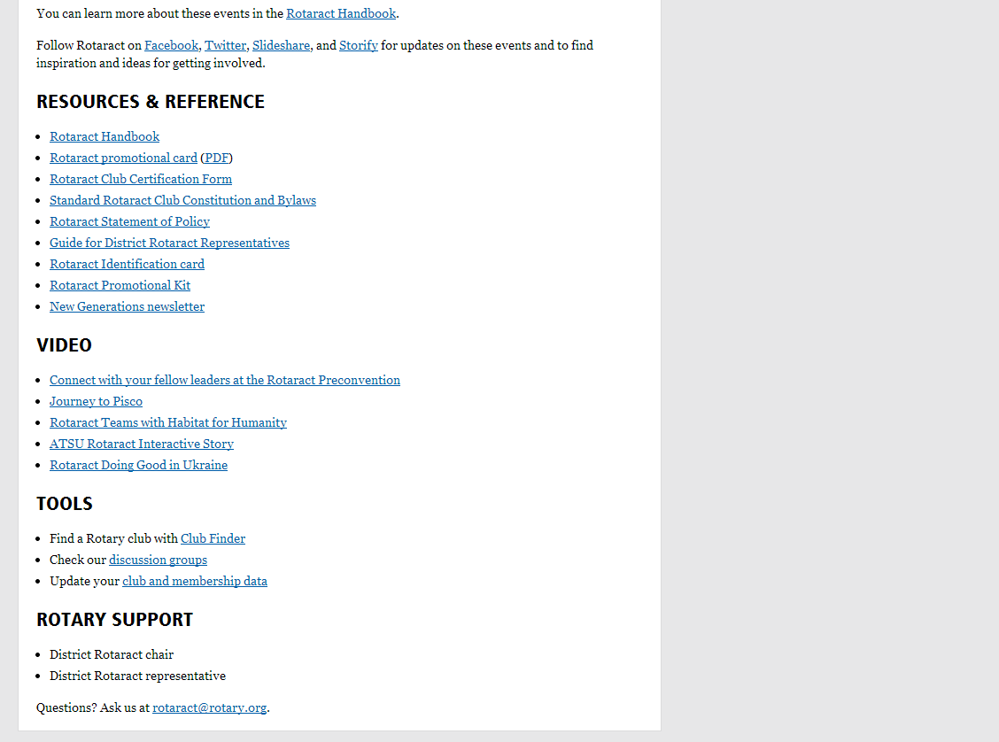 You can learn more about these events in the Rotaract Handbook.
Follow Rotaract on Facebook, Twitter, Slideshare, and Storify for updates on these events and to find
inspiration and ideas for getting involved.
RESOURCES & REFERENCE
Rotaract Handbook
Rotaract promotional card (PDF)
Rotaract Club Certification Form
Standard Rotaract Club Constitution and Bylaws
Rotaract Statement of Policy
Guide for District Rotaract Representatives
Rotaract Identification card
Rotaract Promotional Kit
New Generations newsletter
VIDEO
Connect with your fellow leaders at the Rotaract Preconvention
Journey to Pisco
Rotaract Teams with Habitat for Humanity
ATSU Rotaract Interactive Story
Rotaract Doing Good in Ukraine
TOOLS
Find a Rotary club with Club Finder
Check our discussion groups
Update your club and membership data
ROTARY SUPPORT
District Rotaract chair
District Rotaract representative
Questions? Ask us at rotaract@rotary.org.